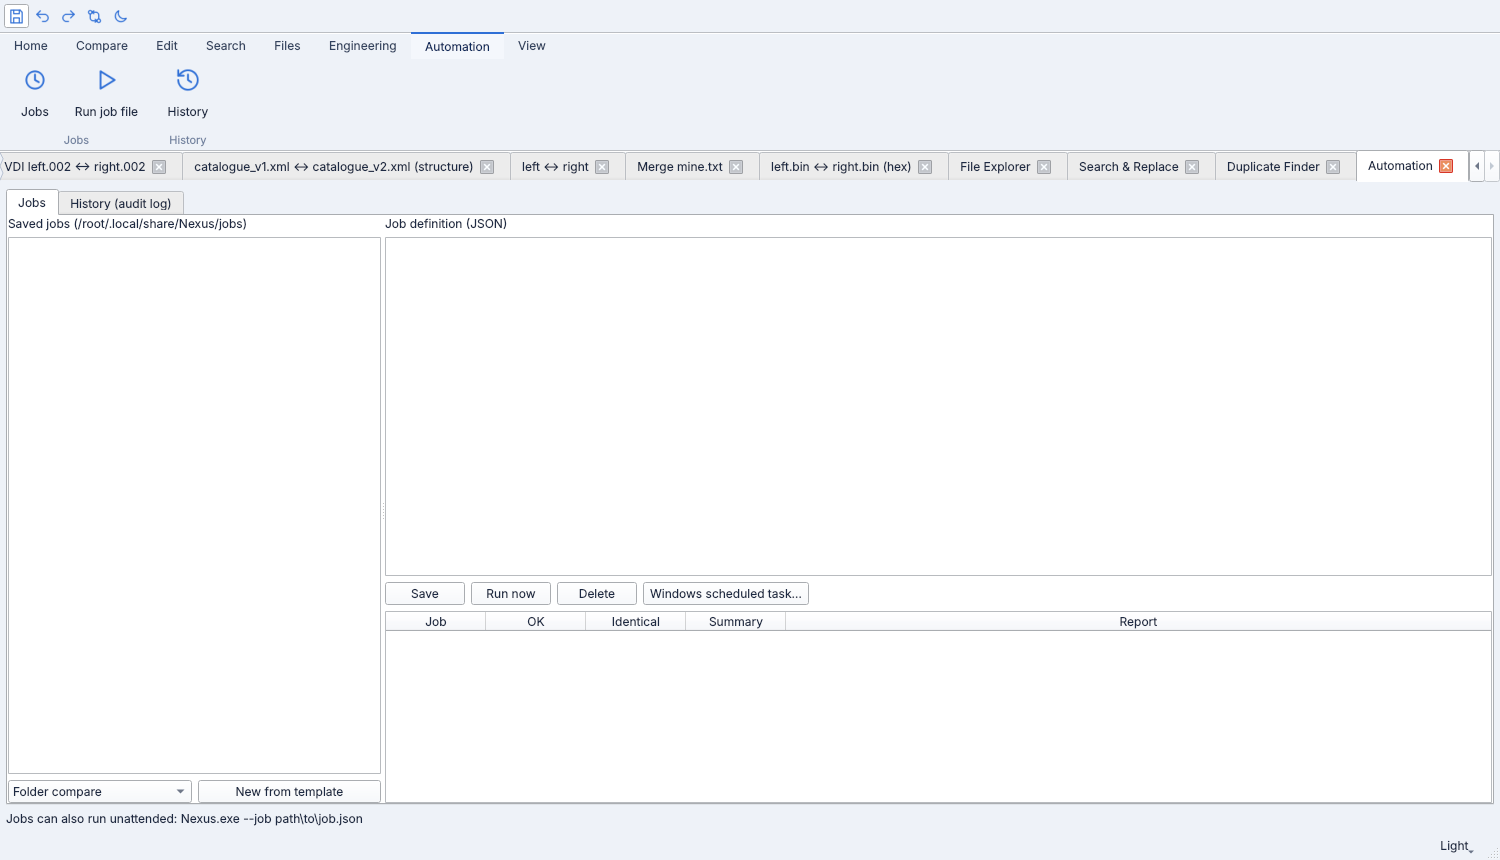 Home Compare Edit Search Files Engineering Automation View
Jobs Run job file History
Jobs History
VDI left.002 ↔ right.002 catalogue_v1.xml ↔ catalogue_v2.xml (structure) left ↔ right Merge mine.txt left.bin ↔ right.bin (hex) File Explorer Search & Replace Duplicate Finder Automation
Jobs History (audit log)
Saved jobs (/root/.local/share/Nexus/jobs) Job definition (JSON)
Save Run now Delete Windows scheduled task...
Job OK Identical Summary Report
Folder compare New from template
Jobs can also run unattended: Nexus.exe --job path\to\job.json
Light